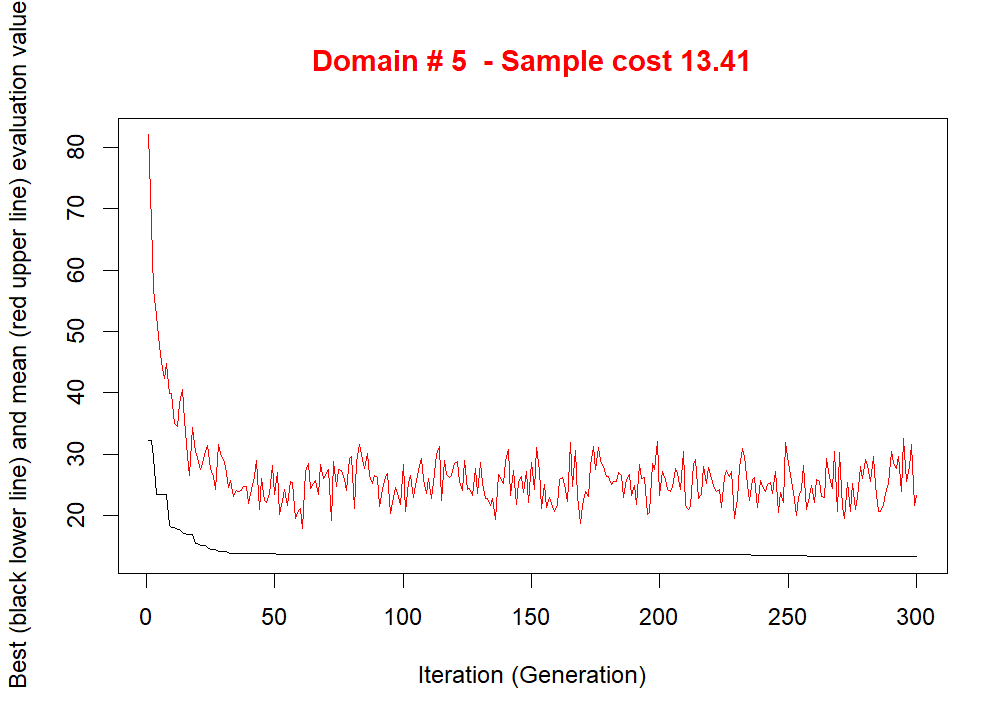 Domain # 5  - Sample cost 13.41
Best (black lower line) and mean (red upper line) evaluation value
80
70
60
50
40
30
20
0 50 100 150 200 250 300
Iteration (Generation)